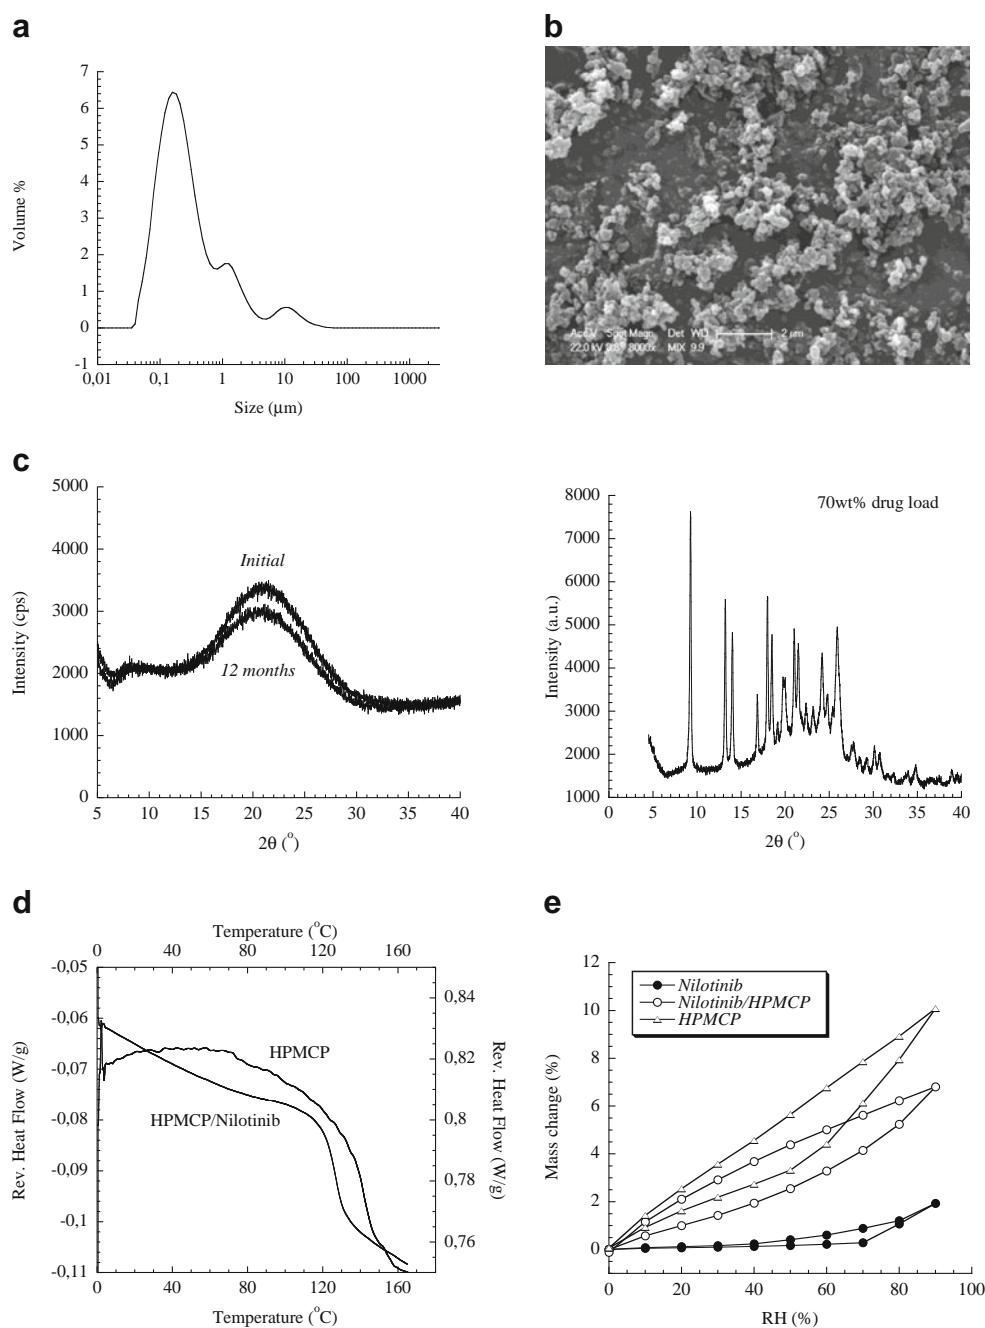 a
7
6
5
4
3
2
1
0
-1
Volume %
0,01 0,1 1 10 100 1000
Size (µm)
b
Acc.V Spot Magn Det WD 2 µm
22.0 kV 8000x MIX 9.9
c
5000
4000
3000
2000
1000
0
Intensity (cps)
Initial
12 months
5 10 15 20 25 30 35 40
2θ (°)
70wt% drug load
8000
7000
6000
5000
4000
3000
2000
1000
Intensity (a.u.)
0 5 10 15 20 25 30 35 40
2θ (°)
d
Temperature (°C)
0 40 80 120 160
-0,05
-0,06
-0,07
-0,08
-0,09
-0,1
-0,11
Rev. Heat Flow (W/g)
HPMCP
HPMCP/Nilotinib
0,84
0,82
0,8
0,78
0,76
Rev. Heat Flow (W/g)
0 40 80 120 160
Temperature (°C)
e
12
10
8
6
4
2
0
Mass change (%)
Nilotinib
Nilotinib/HPMCP
HPMCP
0 20 40 60 80 100
RH (%)